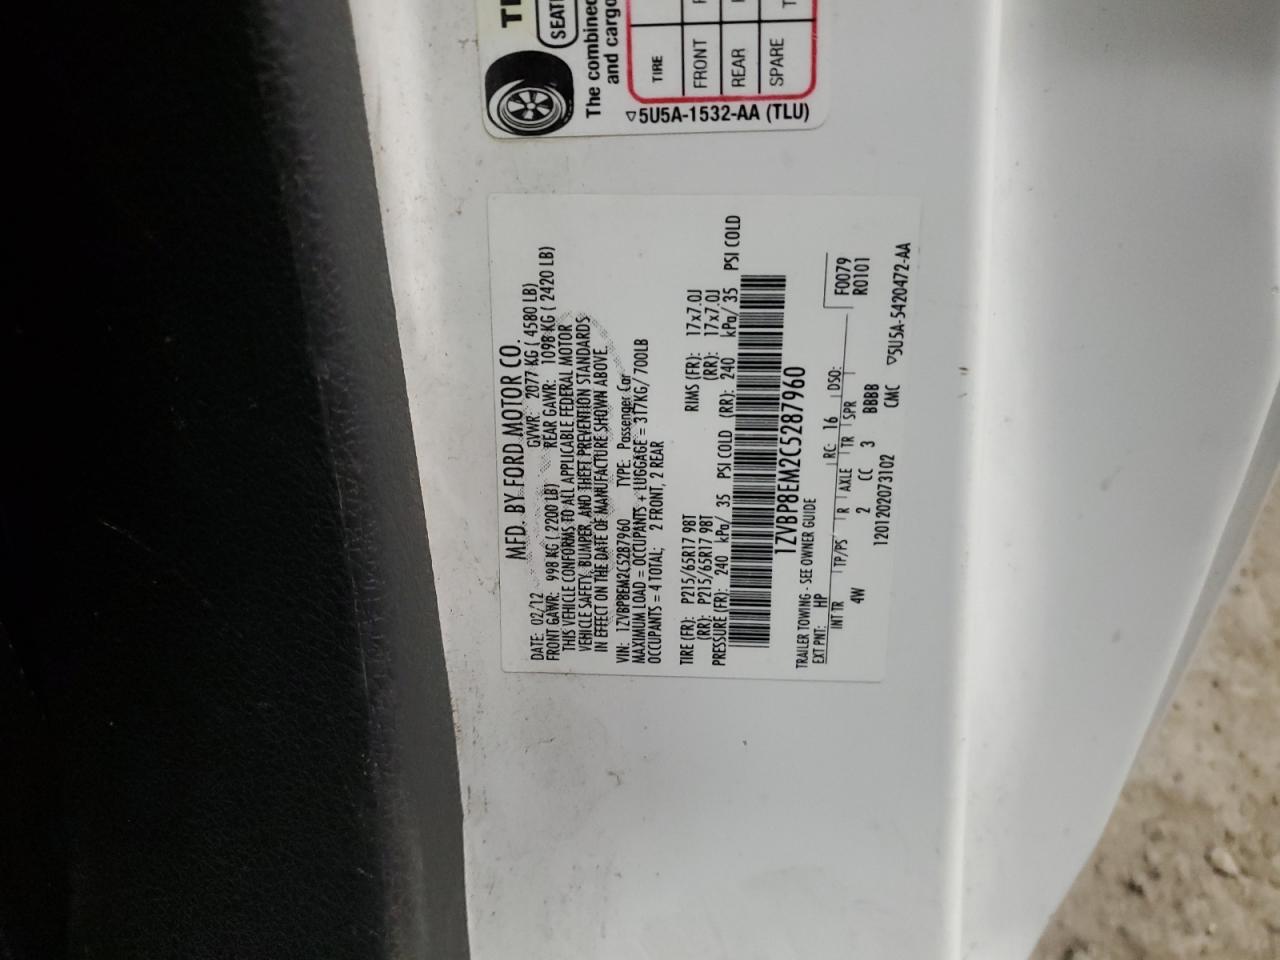 TI
SEATI
The combined
and cargo
TIRE
FRONT
REAR
SPARE
▽5U5A-1532-AA (TLU)
MFD. BY FORD MOTOR CO.
DATE: 02/12 GVWR: 2077 KG ( 4580 LB)
FRONT GAWR: 998 KG ( 2200 LB) REAR GAWR: 1098 KG ( 2420 LB)
THIS VEHICLE CONFORMS TO ALL APPLICABLE FEDERAL MOTOR
VEHICLE SAFETY, BUMPER, AND THEFT PREVENTION STANDARDS
IN EFFECT ON THE DATE OF MANUFACTURE SHOWN ABOVE.
VIN: 1ZVBP8EM2C5287960 TYPE: Passenger Car
MAXIMUM LOAD = OCCUPANTS + LUGGAGE = 317KG/ 700LB
OCCUPANTS = 4 TOTAL; 2 FRONT, 2 REAR
TIRE (FR): P215/65R17 98T RIMS (FR): 17x7.0J
(RR): P215/65R17 98T (RR): 17x7.0J
PRESSURE (FR): 240 kPa/ 35 PSI COLD (RR): 240 kPa/ 35 PSI COLD
1ZVBP8EM2C5287960
TRAILER TOWING - SEE OWNER GUIDE
EXT PNT: HP RC: 16 DSO: F0079
INT TR TP/PS R AXLE TR SPR R0101
4W 2 CC 3 BBBB
1201202073102 CMC ▽5U5A-5420472-AA